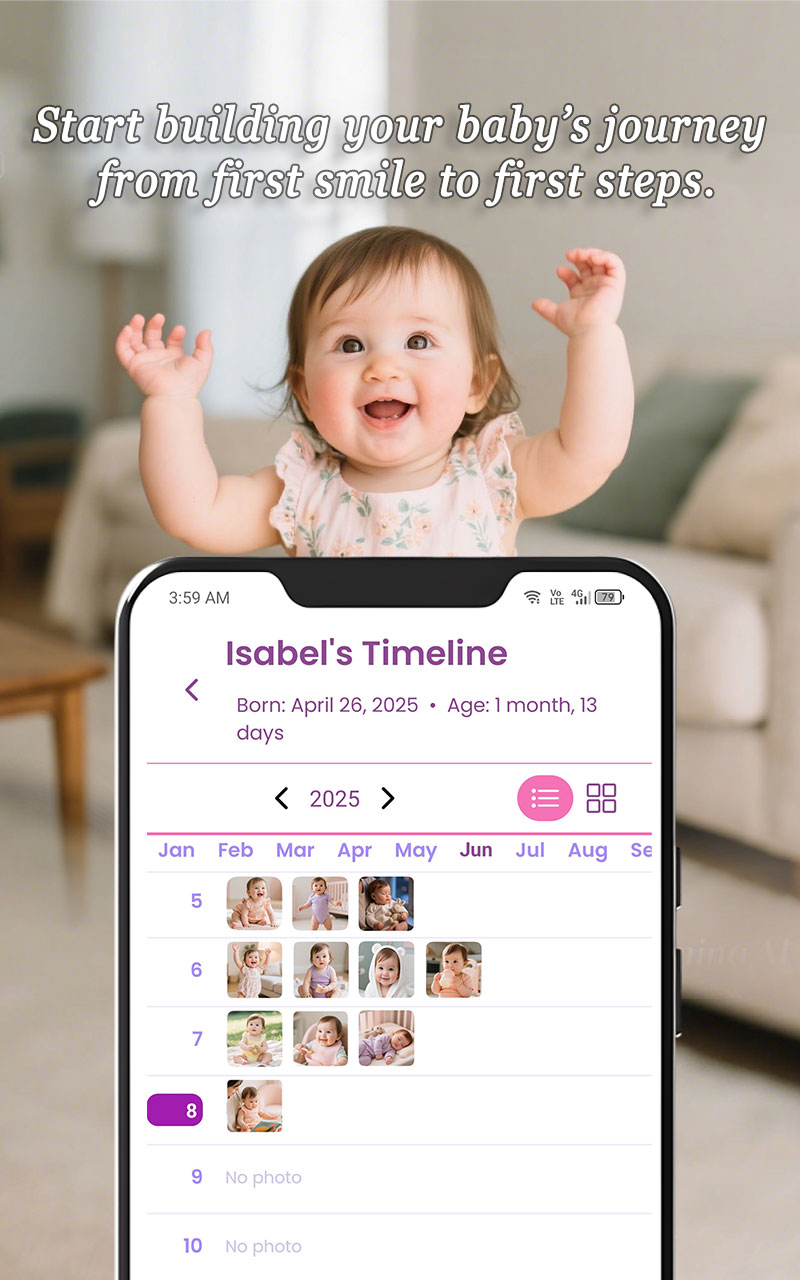 Start building your baby’s journey
from first smile to first steps.
3:59 AM Vo LTE 4G 79
Isabel's Timeline
Born: April 26, 2025 • Age: 1 month, 13
days
2025
Jan Feb Mar Apr May Jun Jul Aug Se
5
6
7
8
9 No photo
10 No photo